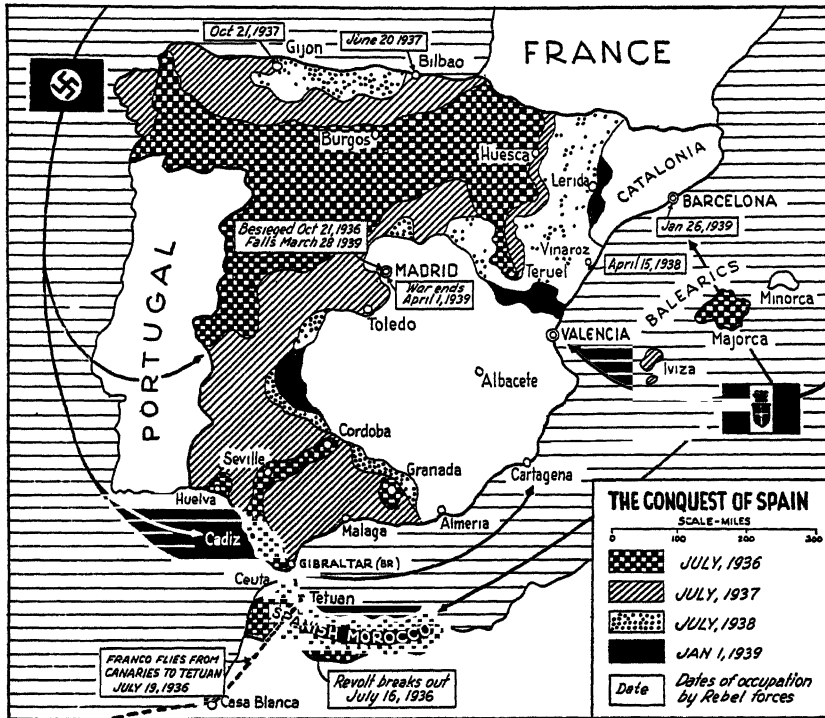 Oct 21, 1937
Gijon
June 20 1937
Bilbao
FRANCE
Burgos
Huesca
Lerida
CATALONIA
BARCELONA
Jan 26, 1939
Besieged Oct 21, 1936
Falls March 28 1939
Vinaroz
April 15, 1938
Teruel
MADRID
War ends
April 1, 1939
BALEARICS
Minorca
Majorca
PORTUGAL
Toledo
VALENCIA
Iviza
Albacete
Cordoba
Seville
Granada
Cartagena
Huelva
Cadiz
Malaga
Almeria
GIBRALTAR (BR)
Ceuta
Tetuan
SPANISH MOROCCO
FRANCO FLIES FROM
CANARIES TO TETUAN
JULY 19, 1936
Revolt breaks out
July 16, 1936
Casa Blanca
THE CONQUEST OF SPAIN
SCALE-MILES
0 100 200 300
JULY, 1936
JULY, 1937
JULY, 1938
JAN 1, 1939
Date
Dates of occupation
by Rebel forces